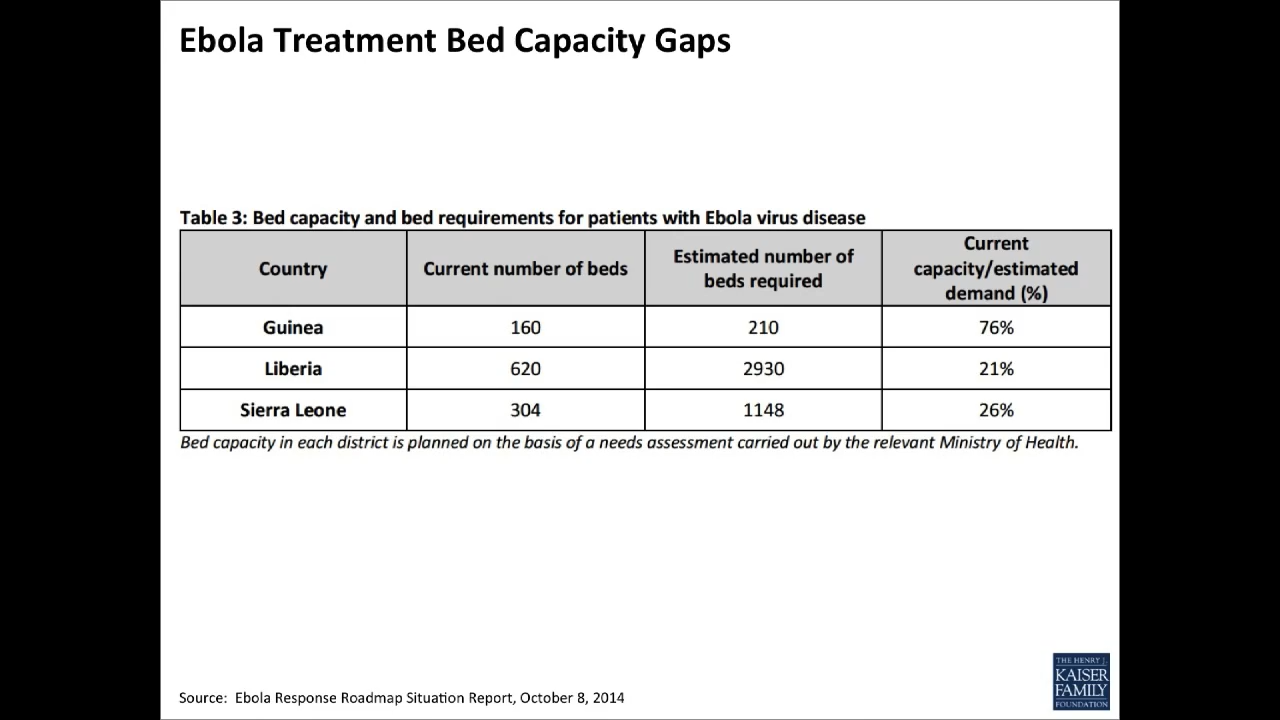 Ebola Treatment Bed Capacity Gaps
Table 3: Bed capacity and bed requirements for patients with Ebola virus disease
Country
Current number of beds
Estimated number of
beds required
Current
capacity/estimated
demand (%)
Guinea 160 210 76%
Liberia 620 2930 21%
Sierra Leone 304 1148 26%
Bed capacity in each district is planned on the basis of a needs assessment carried out by the relevant Ministry of Health.
THE HENRY J.
KAISER
FAMILY
FOUNDATION
Source: Ebola Response Roadmap Situation Report, October 8, 2014